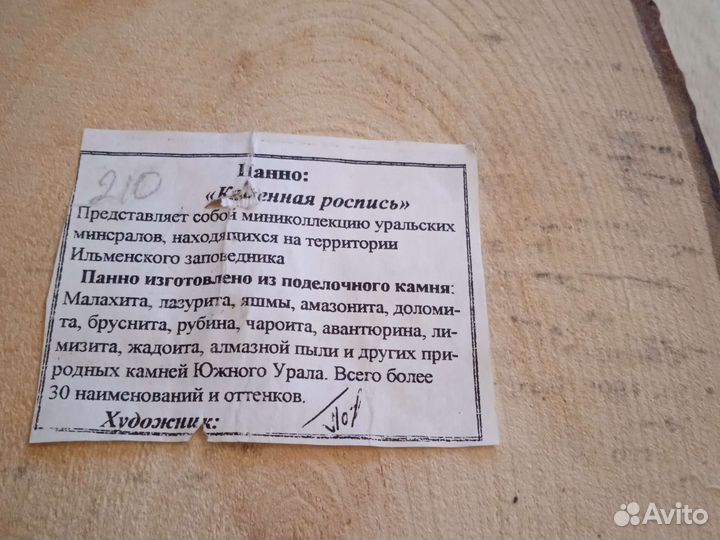 210
Панно:
«Каменная роспись»
Представляет собой миниколлекцию уральских
минералов, находящихся на территории
Ильменского заповедника
Панно изготовлено из поделочного камня:
Малахита, лазурита, яшмы, амазонита, доломи-
та, бруснита, рубина, чароита, авантюрина, ли-
мизита, жадоита, алмазной пыли и других при-
родных камней Южного Урала. Всего более
30 наименований и оттенков.
Художник:
Avito